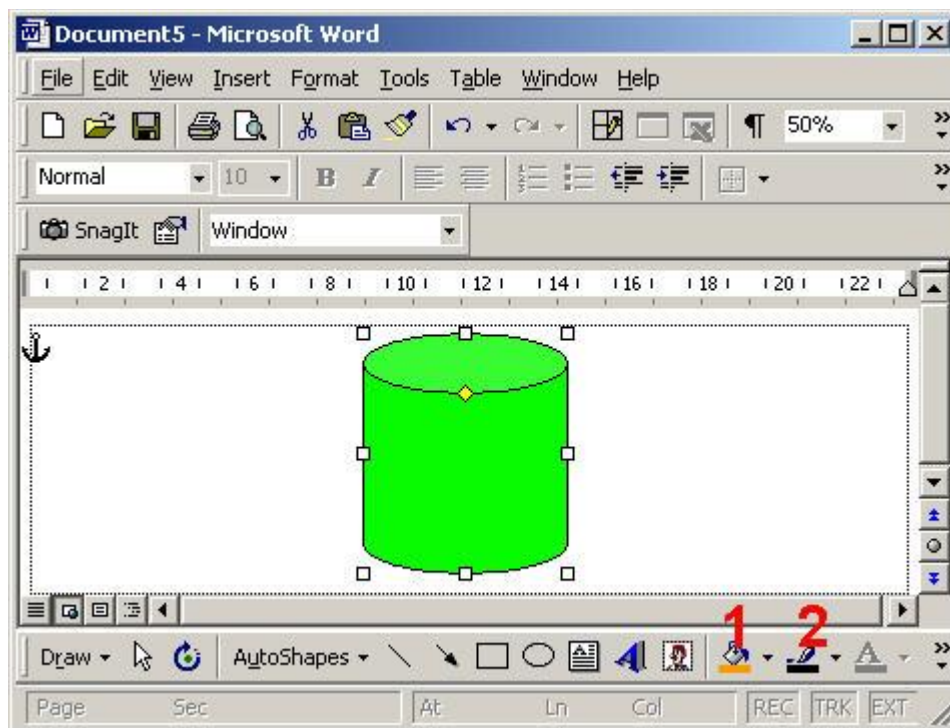 Document5 - Microsoft Word
File Edit View Insert Format Tools Table Window Help
50%
Normal 10 B I
SnagIt Window
2 4 6 8 10 12 14 16 18 20 22
1 2
Draw AutoShapes A A
Page Sec At Ln Col REC TRK EXT